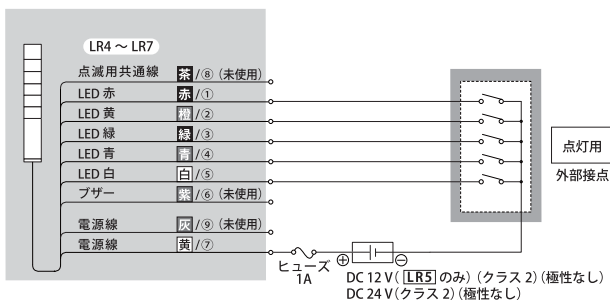 LR4 ～ LR7
点滅用共通線 茶/⑧（未使用）
LED 赤 赤/①
LED 黄 橙/②
LED 緑 緑/③
LED 青 青/④
LED 白 白/⑤
ブザー 紫/⑥（未使用）
電源線 灰/⑨（未使用）
電源線 黄/⑦
点灯用
外部接点
ヒューズ
1A
⊕ ⊖
DC 12 V（ LR5 のみ）（クラス 2）（極性なし）
DC 24 V（クラス 2）（極性なし）